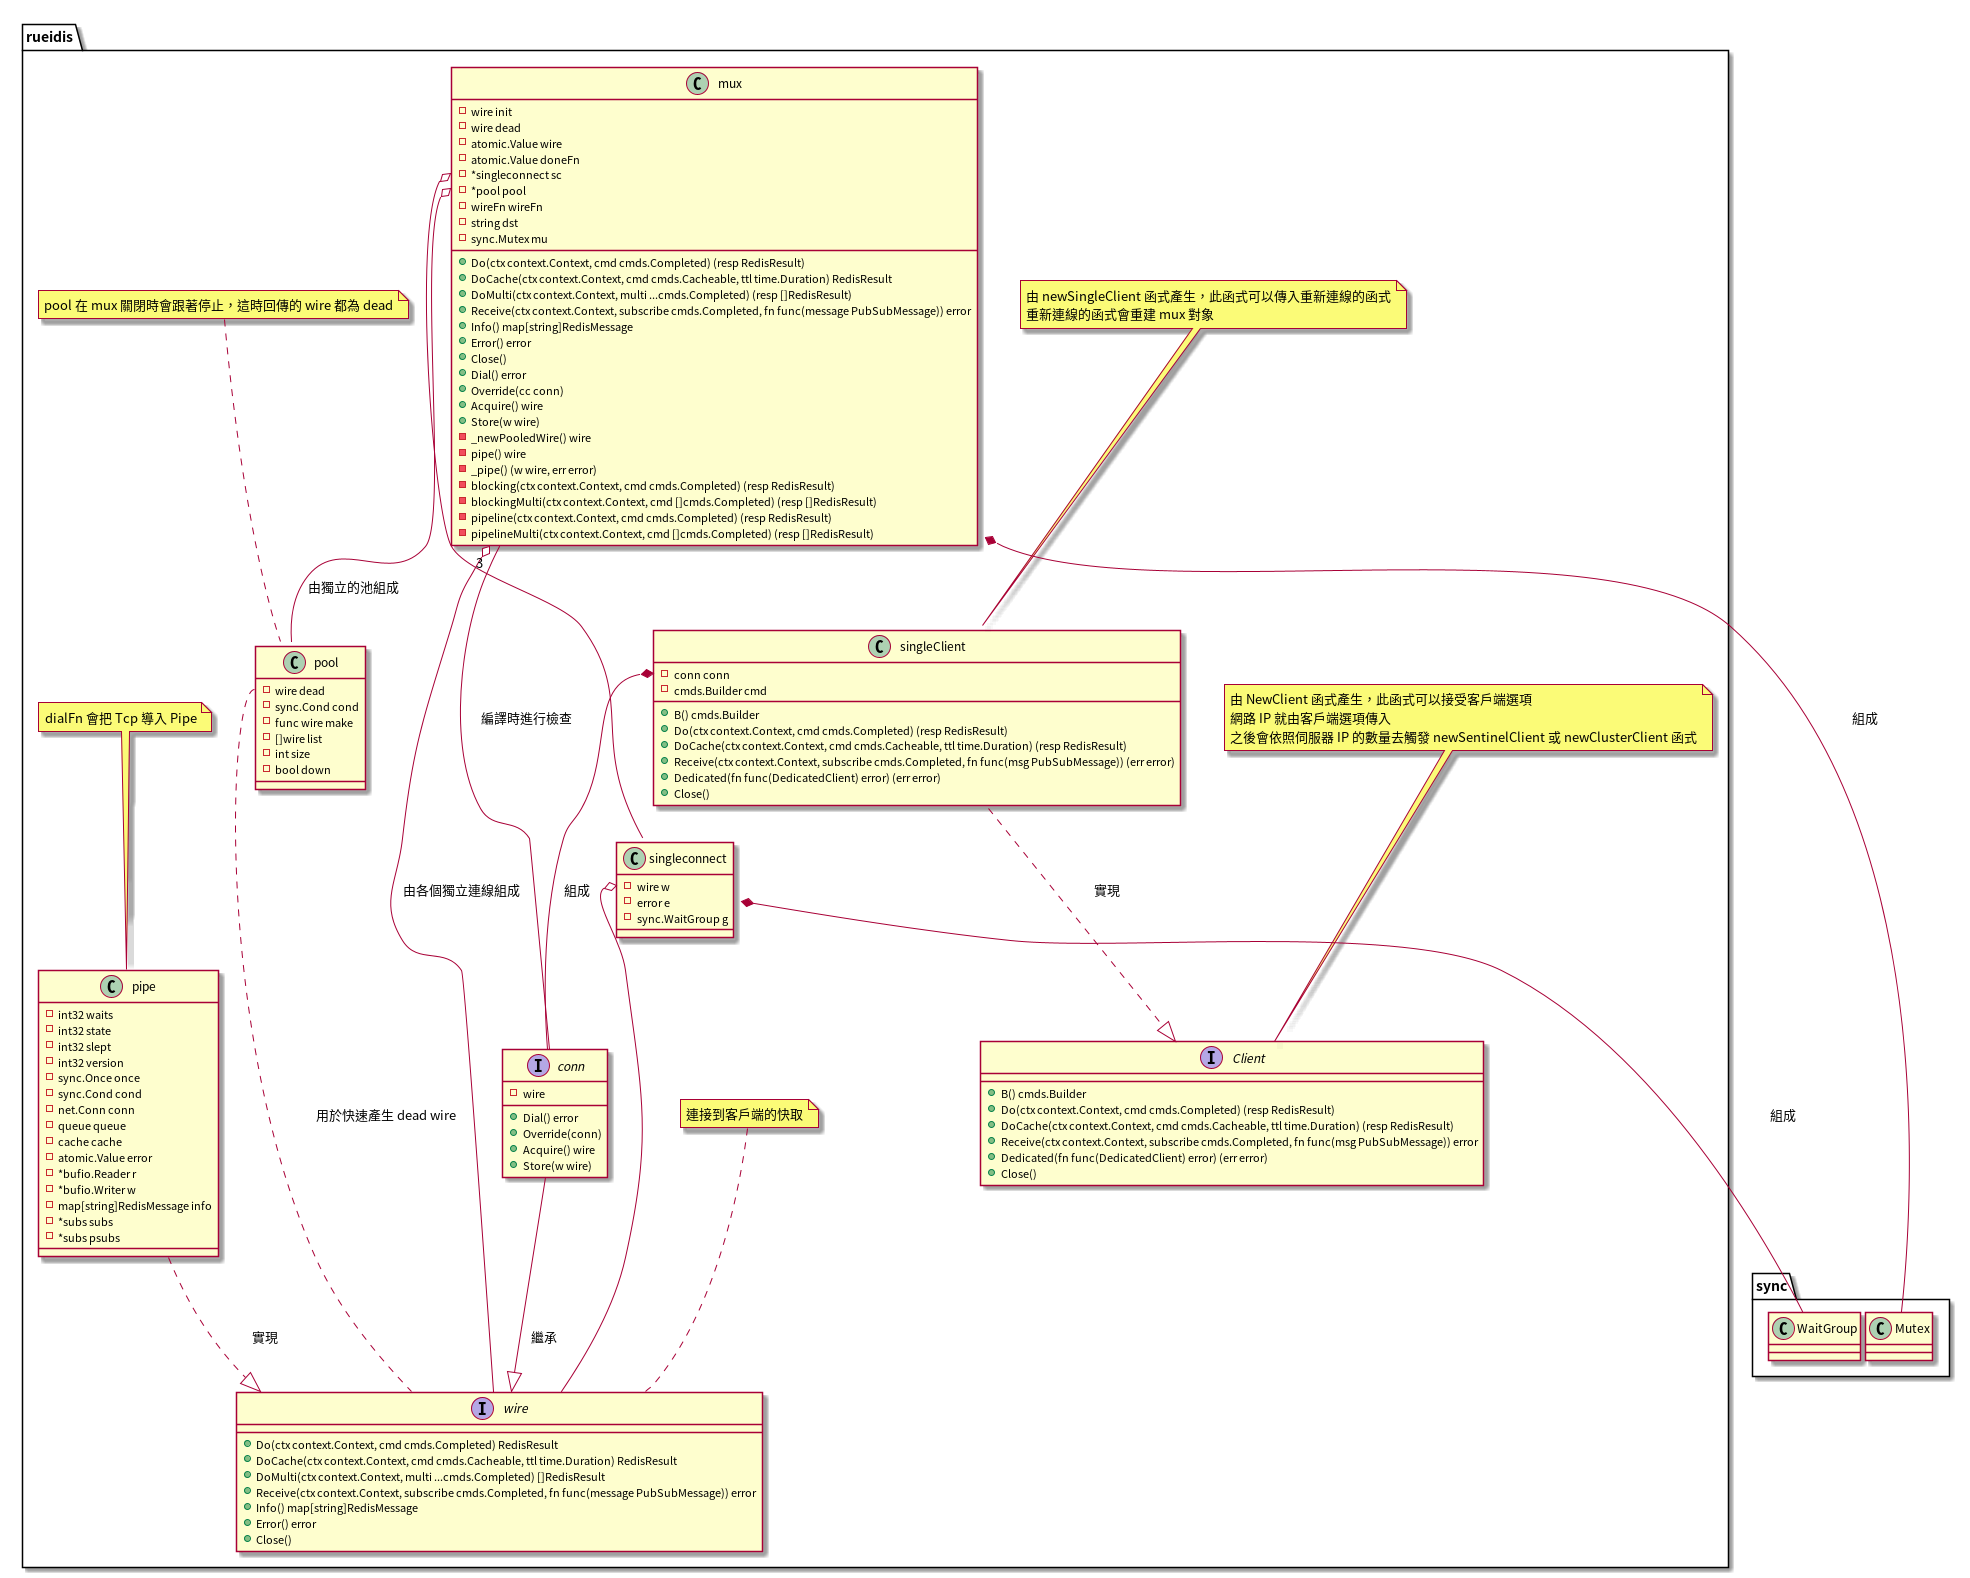 rueidis
mux
wire init
wire dead
atomic.Value wire
atomic.Value doneFn
*singleconnect sc
*pool pool
wireFn wireFn
string dst
sync.Mutex mu
Do(ctx context.Context, cmd cmds.Completed) (resp RedisResult)
DoCache(ctx context.Context, cmd cmds.Cacheable, ttl time.Duration) RedisResult
DoMulti(ctx context.Context, multi ...cmds.Completed) (resp []RedisResult)
Receive(ctx context.Context, subscribe cmds.Completed, fn func(message PubSubMessage)) error
Info() map[string]RedisMessage
Error() error
Close()
Dial() error
Override(cc conn)
Acquire() wire
Store(w wire)
_newPooledWire() wire
pipe() wire
_pipe() (w wire, err error)
blocking(ctx context.Context, cmd cmds.Completed) (resp RedisResult)
blockingMulti(ctx context.Context, cmd []cmds.Completed) (resp []RedisResult)
pipeline(ctx context.Context, cmd cmds.Completed) (resp RedisResult)
pipelineMulti(ctx context.Context, cmd []cmds.Completed) (resp []RedisResult)
pool 在 mux 關閉時會跟著停止，這時回傳的 wire 都為 dead
由 newSingleClient 函式產生，此函式可以傳入重新連線的函式
重新連線的函式會重建 mux 對象
3
由獨立的池組成
pool
wire dead
sync.Cond cond
func wire make
[]wire list
int size
bool down
singleClient
conn conn
cmds.Builder cmd
B() cmds.Builder
Do(ctx context.Context, cmd cmds.Completed) (resp RedisResult)
DoCache(ctx context.Context, cmd cmds.Cacheable, ttl time.Duration) (resp RedisResult)
Receive(ctx context.Context, subscribe cmds.Completed, fn func(msg PubSubMessage)) (err error)
Dedicated(fn func(DedicatedClient) error) (err error)
Close()
dialFn 會把 Tcp 導入 Pipe
編譯時進行檢查
由 NewClient 函式產生，此函式可以接受客戶端選項
網路 IP 就由客戶端選項傳入
之後會依照伺服器 IP 的數量去觸發 newSentinelClient 或 newClusterClient 函式
組成
singleconnect
wire w
error e
sync.WaitGroup g
由各個獨立連線組成
組成
實現
pipe
int32 waits
int32 state
int32 slept
int32 version
sync.Once once
sync.Cond cond
net.Conn conn
queue queue
cache cache
atomic.Value error
*bufio.Reader r
*bufio.Writer w
map[string]RedisMessage info
*subs subs
*subs psubs
用於快速產生 dead wire
conn
wire
Dial() error
Override(conn)
Acquire() wire
Store(w wire)
連接到客戶端的快取
Client
B() cmds.Builder
Do(ctx context.Context, cmd cmds.Completed) (resp RedisResult)
DoCache(ctx context.Context, cmd cmds.Cacheable, ttl time.Duration) (resp RedisResult)
Receive(ctx context.Context, subscribe cmds.Completed, fn func(msg PubSubMessage)) error
Dedicated(fn func(DedicatedClient) error) (err error)
Close()
組成
實現
繼承
sync
WaitGroup
Mutex
wire
Do(ctx context.Context, cmd cmds.Completed) RedisResult
DoCache(ctx context.Context, cmd cmds.Cacheable, ttl time.Duration) RedisResult
DoMulti(ctx context.Context, multi ...cmds.Completed) []RedisResult
Receive(ctx context.Context, subscribe cmds.Completed, fn func(message PubSubMessage)) error
Info() map[string]RedisMessage
Error() error
Close()